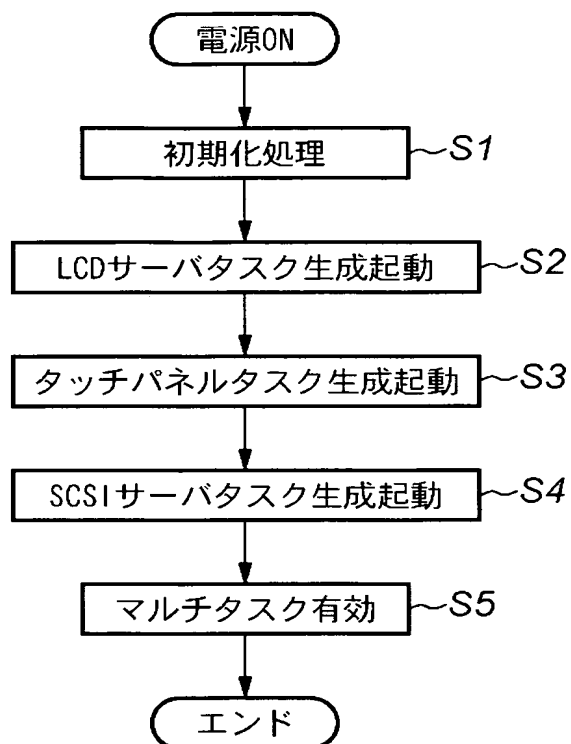 電源ON
初期化処理 S1
LCDサーバタスク生成起動 S2
タッチパネルタスク生成起動 S3
SCSIサーバタスク生成起動 S4
マルチタスク有効 S5
エンド